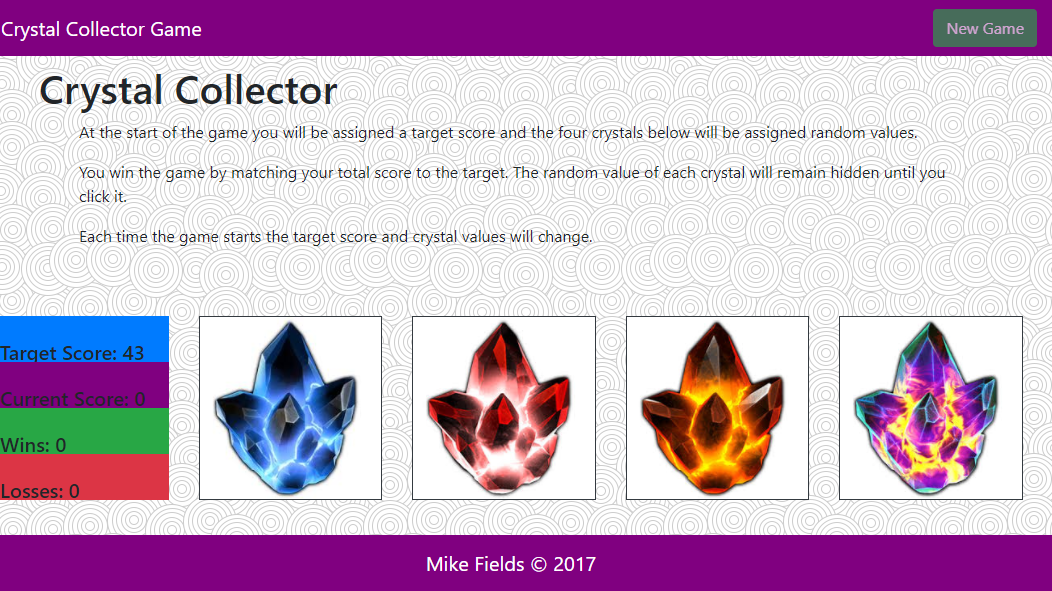 Crystal Collector Game
New Game
Crystal Collector
At the start of the game you will be assigned a target score and the four crystals below will be assigned random values.
You win the game by matching your total score to the target. The random value of each crystal will remain hidden until you
click it.
Each time the game starts the target score and crystal values will change.
Target Score: 43
Current Score: 0
Wins: 0
Losses: 0
Mike Fields © 2017